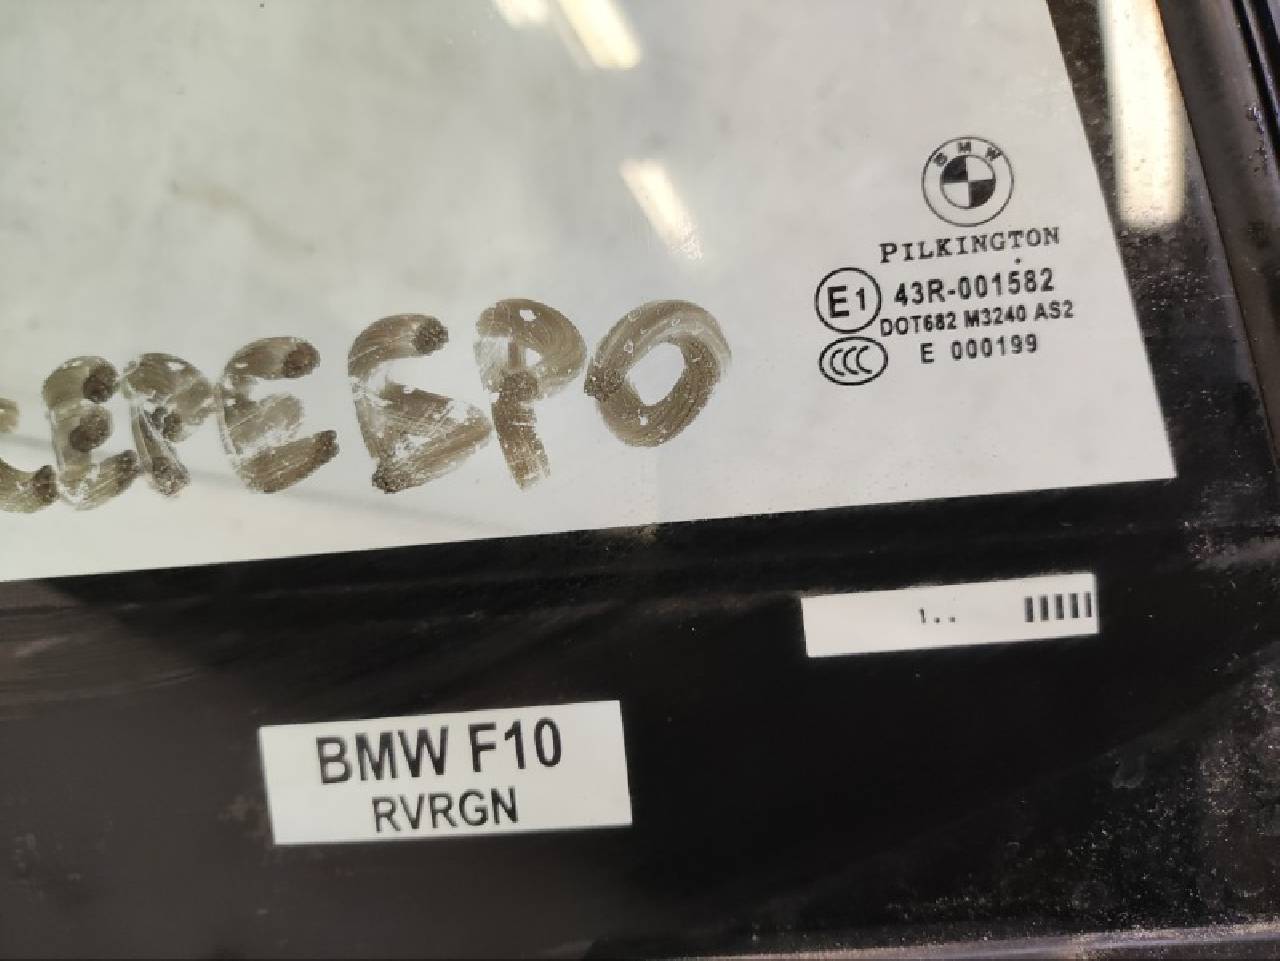 BMW
PILKINGTON
E1 43R-001582
DOT682 M3240 AS2
CCC E 000199
СЕРЕБРО
1..
BMW F10
RVRGN